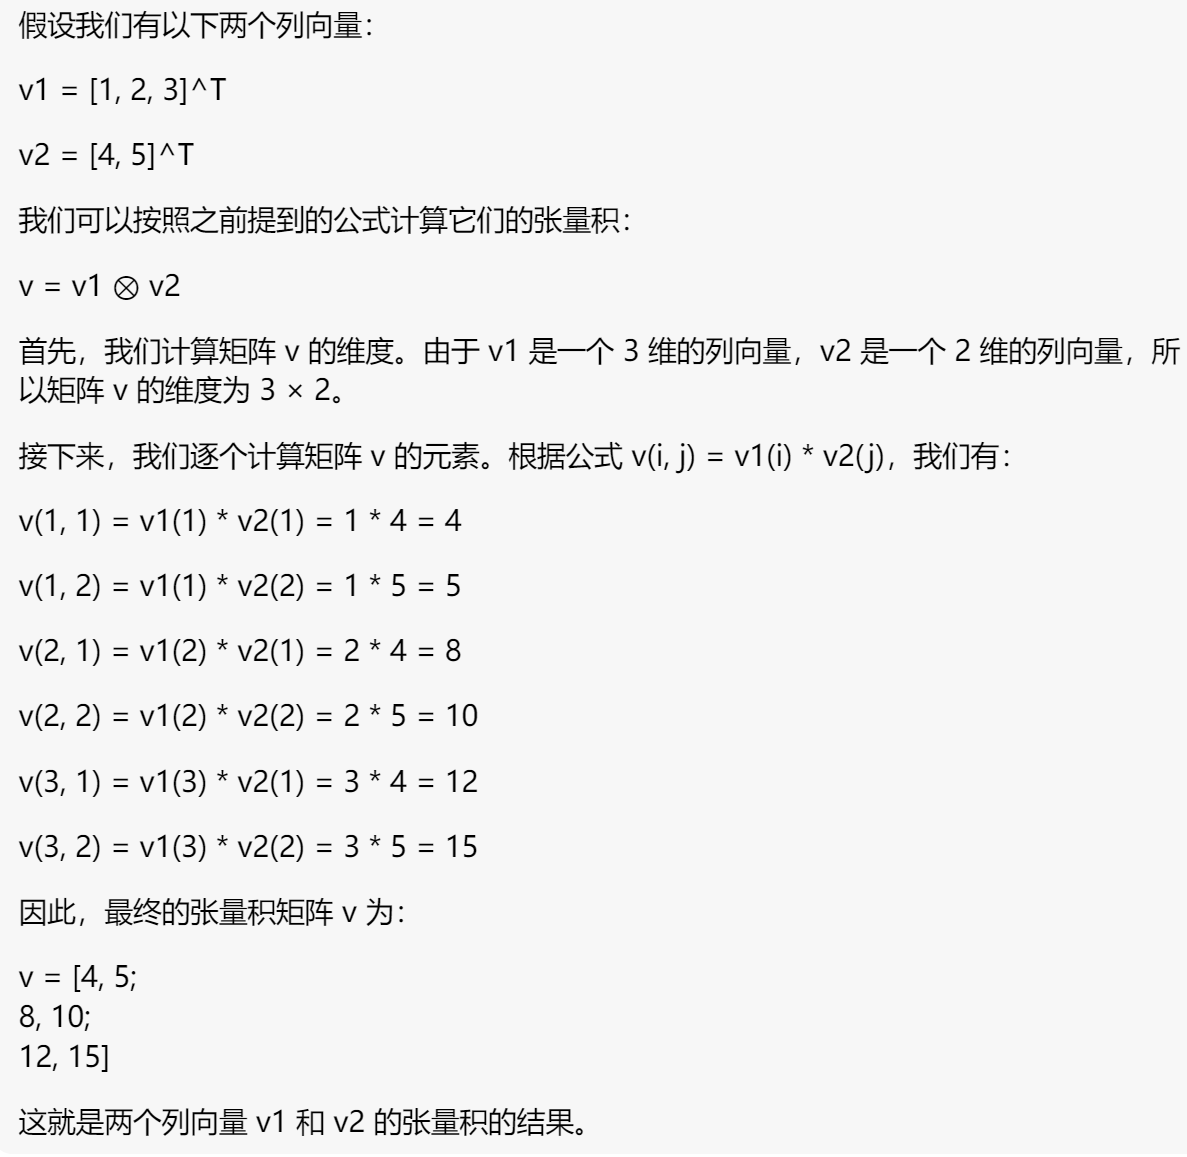 假设我们有以下两个列向量：
v1 = [1, 2, 3]^T
v2 = [4, 5]^T
我们可以按照之前提到的公式计算它们的张量积：
v = v1 ⊗ v2
首先，我们计算矩阵 v 的维度。由于 v1 是一个 3 维的列向量，v2 是一个 2 维的列向量，所
以矩阵 v 的维度为 3 × 2。
接下来，我们逐个计算矩阵 v 的元素。根据公式 v(i, j) = v1(i) * v2(j)，我们有：
v(1, 1) = v1(1) * v2(1) = 1 * 4 = 4
v(1, 2) = v1(1) * v2(2) = 1 * 5 = 5
v(2, 1) = v1(2) * v2(1) = 2 * 4 = 8
v(2, 2) = v1(2) * v2(2) = 2 * 5 = 10
v(3, 1) = v1(3) * v2(1) = 3 * 4 = 12
v(3, 2) = v1(3) * v2(2) = 3 * 5 = 15
因此，最终的张量积矩阵 v 为：
v = [4, 5;
8, 10;
12, 15]
这就是两个列向量 v1 和 v2 的张量积的结果。